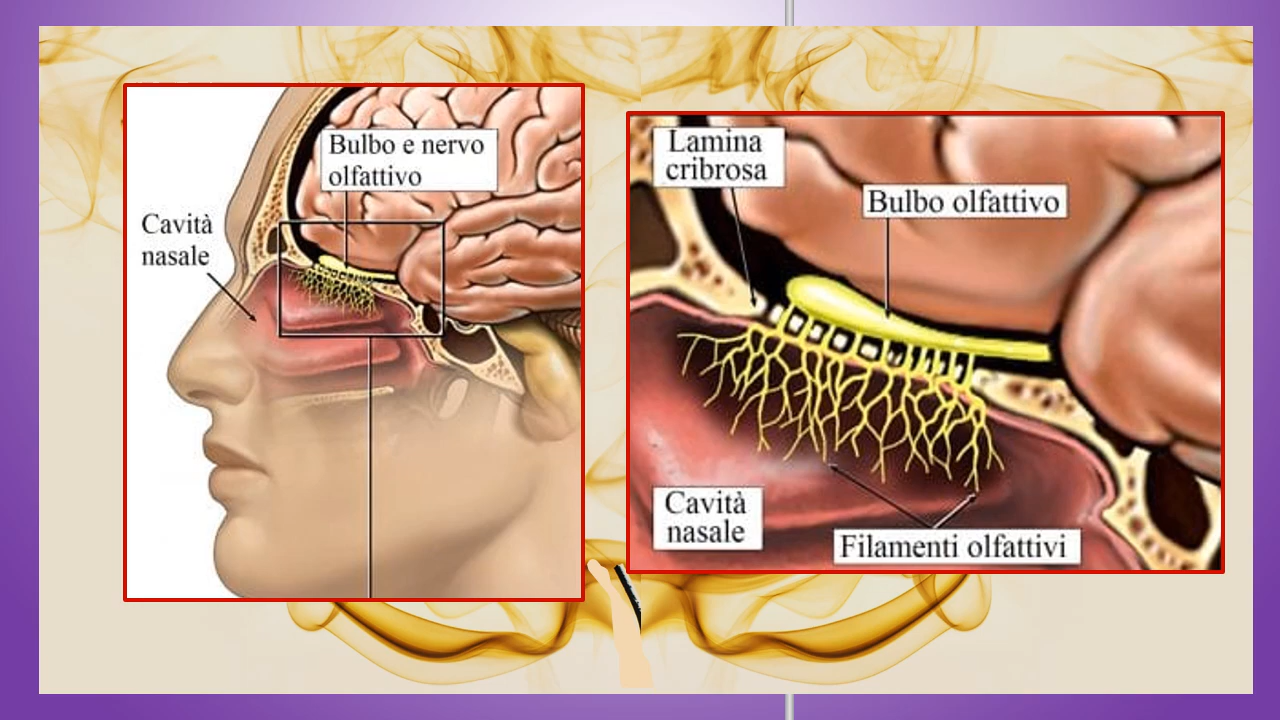 Bulbo e nervo
olfattivo
Cavità
nasale
Lamina
cribrosa
Bulbo olfattivo
Cavità
nasale
Filamenti olfattivi